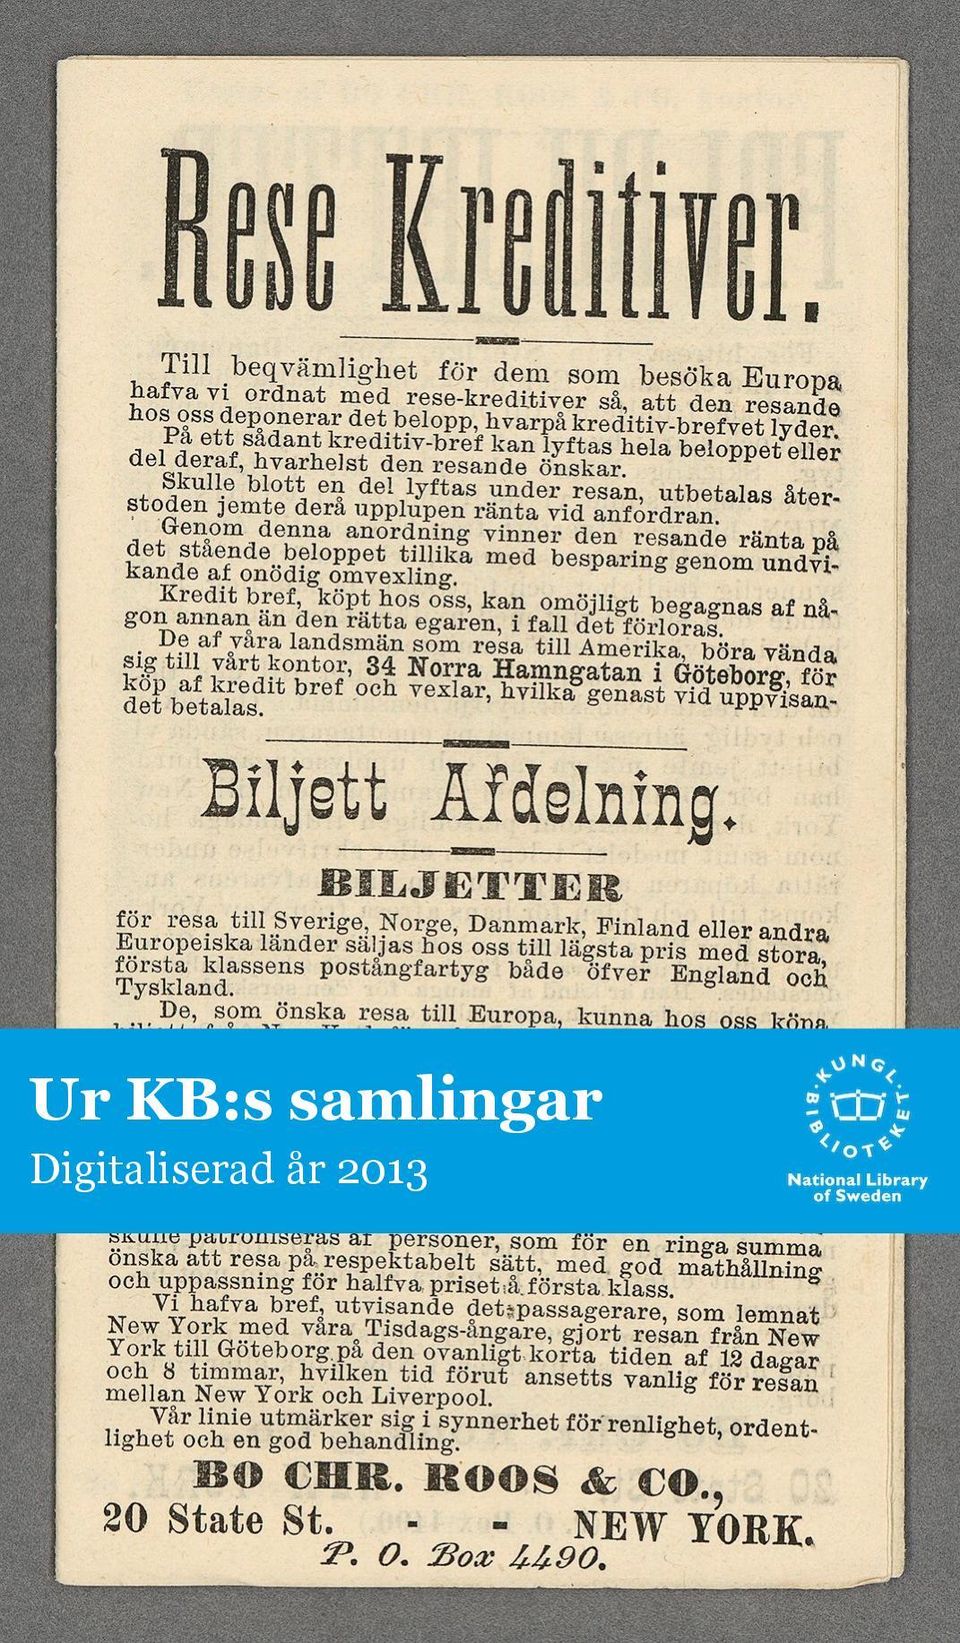 Rese Kreditiver.
Till beqvämlighet för dem som besöka Europa
hafva vi ordnat med rese-kreditiver så, att den resande
hos oss deponerar det belopp, hvarpå kreditiv-brefvet lyder.
På ett sådant kreditiv-bref kan lyftas hela beloppet eller
del deraf, hvarhelst den resande önskar.
Skulle blott en del lyftas under resan, utbetalas åter-
stoden jemte derå upplupen ränta vid anfordran.
Genom denna anordning vinner den resande ränta på
det stående beloppet tillika med besparing genom undvi-
kande af onödig omvexling.
Kredit bref, köpt hos oss, kan omöjligt begagnas af nå-
gon annan än den rätta egaren, i fall det förloras.
De af våra landsmän som resa till Amerika, böra vända
sig till vårt kontor, 34 Norra Hamngatan i Göteborg, för
köp af kredit bref och vexlar, hvilka genast vid uppvisan-
det betalas.
Biljett Afdelning.
BILJETTER
för resa till Sverige, Norge, Danmark, Finland eller andra
Europeiska länder säljas hos oss till lägsta pris med stora,
första klassens postångfartyg både öfver England och
Tyskland.
De, som önska resa till Europa, kunna hos oss köpa
Ur KB:s samlingar
Digitaliserad år 2013
KUNGL.
BIBLIOTEKET
National Library
of Sweden
skulle patroniseras af personer, som för en ringa summa
önska att resa på respektabelt sätt, med god mathållning
och uppassning för halfva priset å första klass.
Vi hafva bref, utvisande det passagerare, som lemnat
New York med våra Tisdags-ångare, gjort resan från New
York till Göteborg på den ovanligt korta tiden af 12 dagar
och 8 timmar, hvilken tid förut ansetts vanlig för resan
mellan New York och Liverpool.
Vår linie utmärker sig i synnerhet för renlighet, ordent-
lighet och en god behandling.
BO CHR. ROOS & CO.,
20 State St. - - NEW YORK.
P. O. Box 4490.